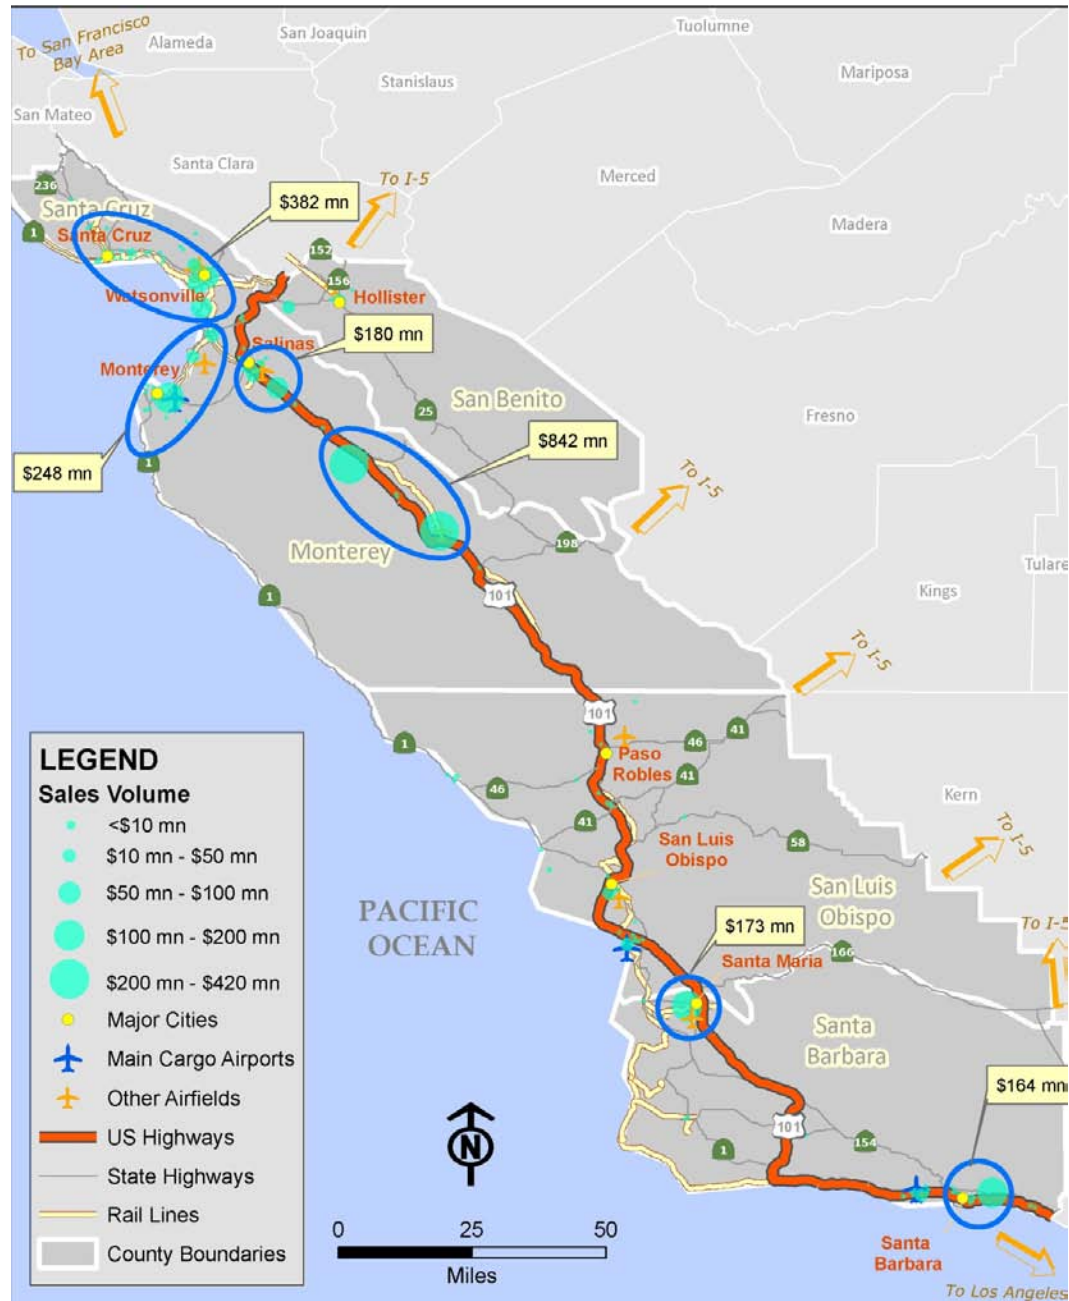 To San Francisco
Bay Area
Alameda
San Joaquin
Tuolumne
Stanislaus
Mariposa
San Mateo
Santa Clara
To I-5
Merced
236
Santa Cruz
$382 mn
Madera
1
Santa Cruz
152
156
Watsonville
Hollister
$180 mn
Salinas
Monterey
San Benito
25
Fresno
$842 mn
$248 mn
1
To I-5
Monterey
198
Tulare
Kings
1
101
To I-5
101
1
46
41
Paso
Robles
41
46
Kern
41
To I-5
San Luis
Obispo
58
San Luis
Obispo
PACIFIC
OCEAN
$173 mn
To I-5
Santa Maria
166
Santa
Barbara
$164 mn
101
154
1
N
Santa
Barbara
To Los Angeles
LEGEND
Sales Volume
<$10 mn
$10 mn - $50 mn
$50 mn - $100 mn
$100 mn - $200 mn
$200 mn - $420 mn
Major Cities
Main Cargo Airports
Other Airfields
US Highways
State Highways
Rail Lines
County Boundaries
0 25 50
Miles